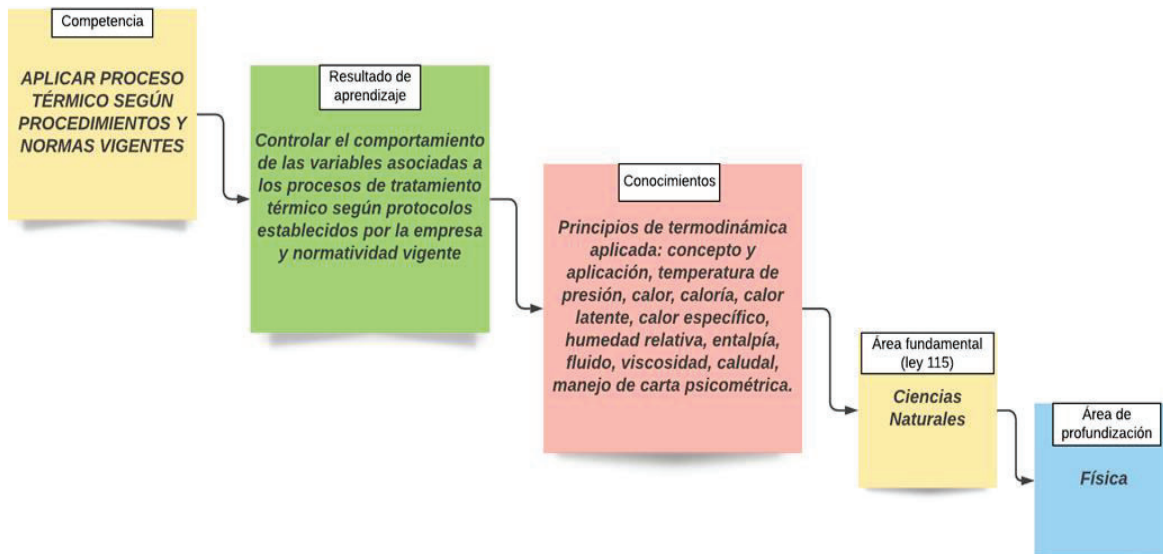 Competencia
APLICAR PROCESO
TÉRMICO SEGÚN
PROCEDIMIENTOS Y
NORMAS VIGENTES
Resultado de
aprendizaje
Controlar el comportamiento
de las variables asociadas a
los procesos de tratamiento
térmico según protocolos
establecidos por la empresa
y normatividad vigente
Conocimientos
Principios de termodinámica
aplicada: concepto y
aplicación, temperatura de
presión, calor, caloría, calor
latente, calor específico,
humedad relativa, entalpía,
fluido, viscosidad, caludal,
manejo de carta psicométrica.
Área fundamental
(ley 115)
Ciencias
Naturales
Área de
profundización
Física